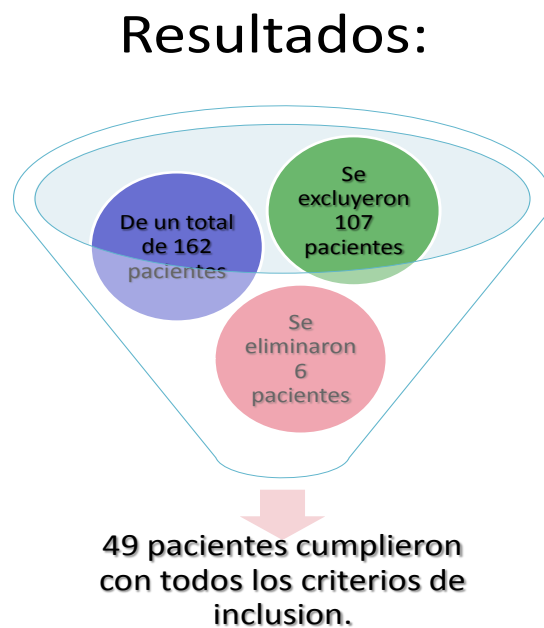 Resultados:
De un total
de 162
pacientes
Se
excluyeron
107
pacientes
Se
eliminaron
6
pacientes
49 pacientes cumplieron
con todos los criterios de
inclusion.